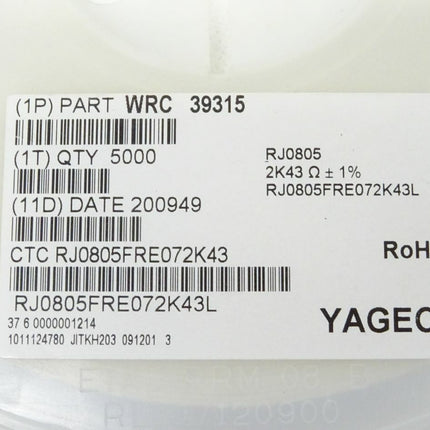 (1P) PART WRC 39315
(1T) QTY 5000
RJ0805
2K43 Ω ± 1%
RJ0805FRE072K43L
(11D) DATE 200949
CTC RJ0805FRE072K43
RoH
RJ0805FRE072K43L
37 6 0000001214
1011124780 JITKH203 091201 3
YAGEO